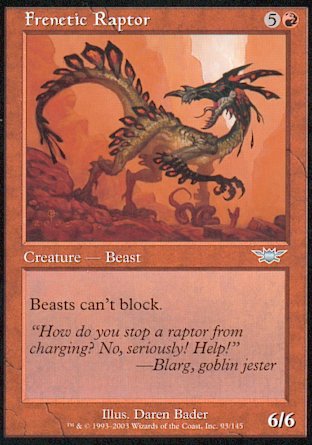 Frenetic Raptor 5
Creature — Beast
Beasts can't block.
“How do you stop a raptor from
charging? No, seriously! Help!”
—Blarg, goblin jester
Illus. Daren Bader
™ & © 1993–2003 Wizards of the Coast, Inc. 93/145
6/6